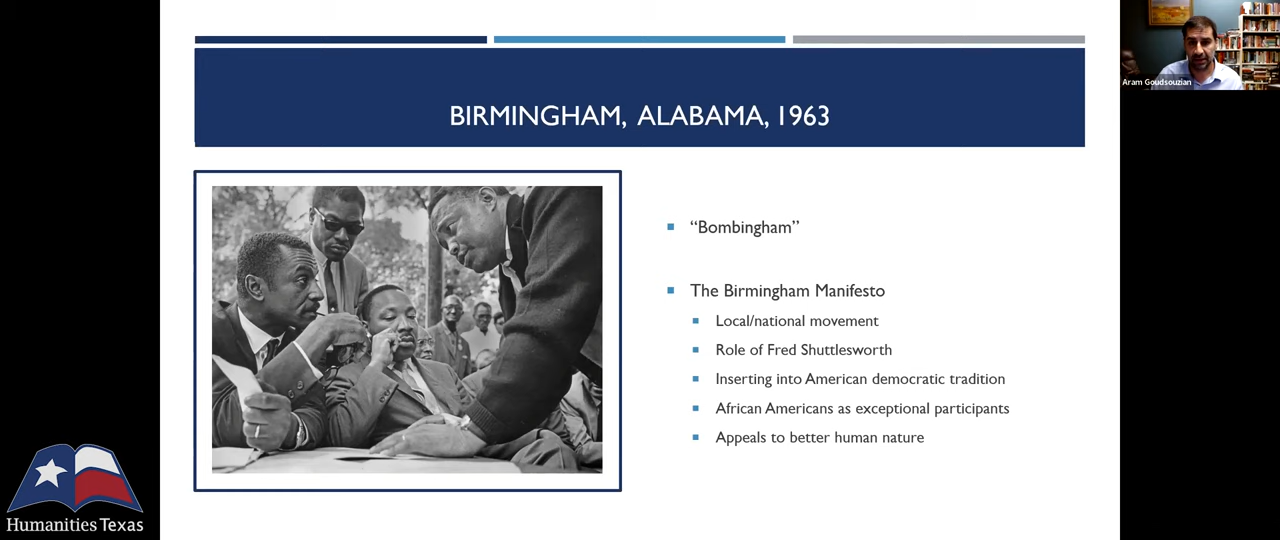 BIRMINGHAM, ALABAMA, 1963
“Bombingham”
The Birmingham Manifesto
Local/national movement
Role of Fred Shuttlesworth
Inserting into American democratic tradition
African Americans as exceptional participants
Appeals to better human nature
Aram Goudsouzian
Humanities Texas